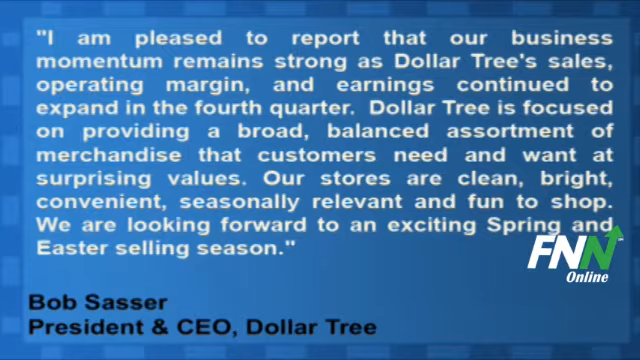 "I am pleased to report that our business
momentum remains strong as Dollar Tree's sales,
operating margin, and earnings continued to
expand in the fourth quarter. Dollar Tree is focused
on providing a broad, balanced assortment of
merchandise that customers need and want at
surprising values. Our stores are clean, bright,
convenient, seasonally relevant and fun to shop.
We are looking forward to an exciting Spring and
Easter selling season."
FNN
Online
Bob Sasser
President & CEO, Dollar Tree